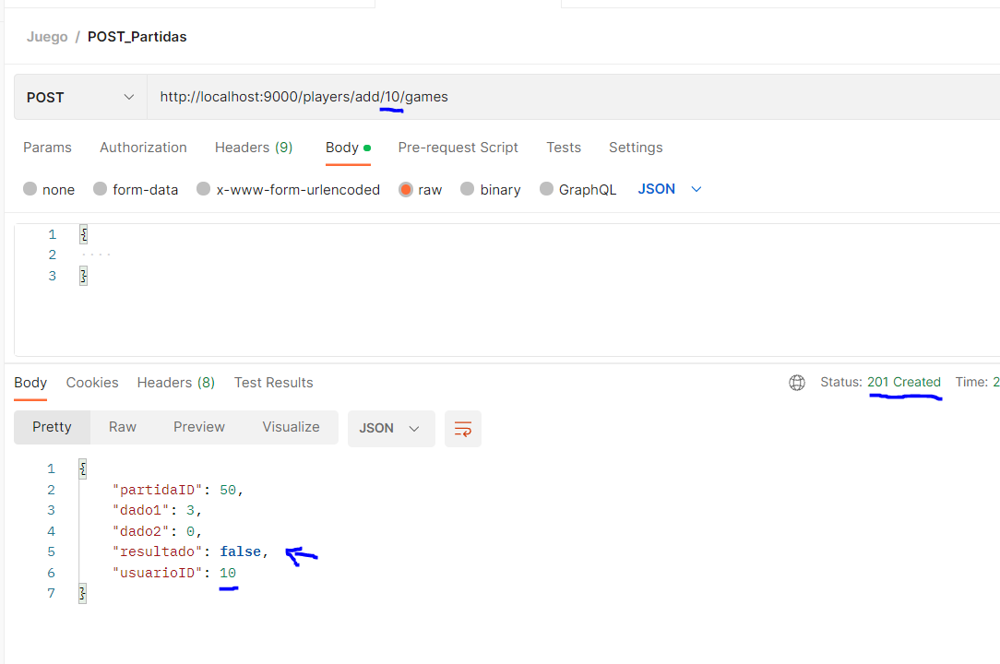 Juego / POST_Partidas
POST http://localhost:9000/players/add/10/games
Params Authorization Headers (9) Body Pre-request Script Tests Settings
none form-data x-www-form-urlencoded raw binary GraphQL JSON
1 {
2 ····
3 }
Body Cookies Headers (8) Test Results Status: 201 Created Time: 2
Pretty Raw Preview Visualize JSON
1 {
2 "partidaID": 50,
3 "dado1": 3,
4 "dado2": 0,
5 "resultado": false,
6 "usuarioID": 10
7 }